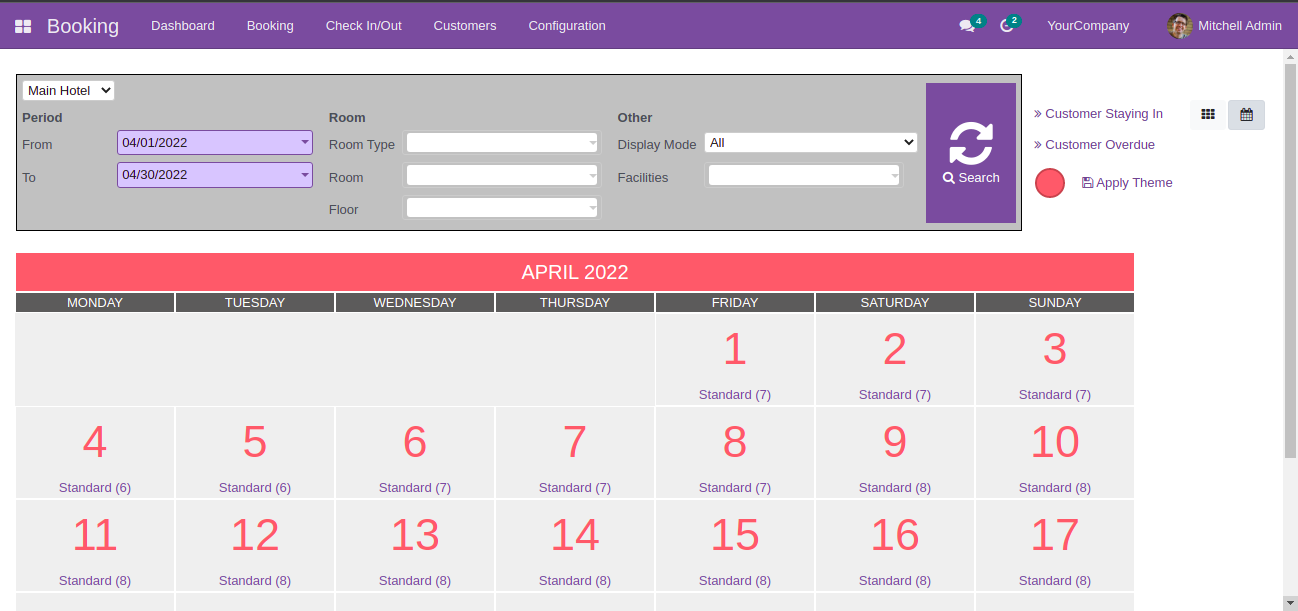 Booking Dashboard Booking Check In/Out Customers Configuration 4 2 YourCompany Mitchell Admin
Main Hotel
Period Room Other
From 04/01/2022 Room Type Display Mode All
To 04/30/2022 Room Facilities
Floor
Search
» Customer Staying In
» Customer Overdue
Apply Theme
APRIL 2022
MONDAY TUESDAY WEDNESDAY THURSDAY FRIDAY SATURDAY SUNDAY
1 2 3
Standard (7) Standard (7) Standard (7)
4 5 6 7 8 9 10
Standard (6) Standard (6) Standard (7) Standard (7) Standard (7) Standard (8) Standard (8)
11 12 13 14 15 16 17
Standard (8) Standard (8) Standard (8) Standard (8) Standard (8) Standard (8) Standard (8)